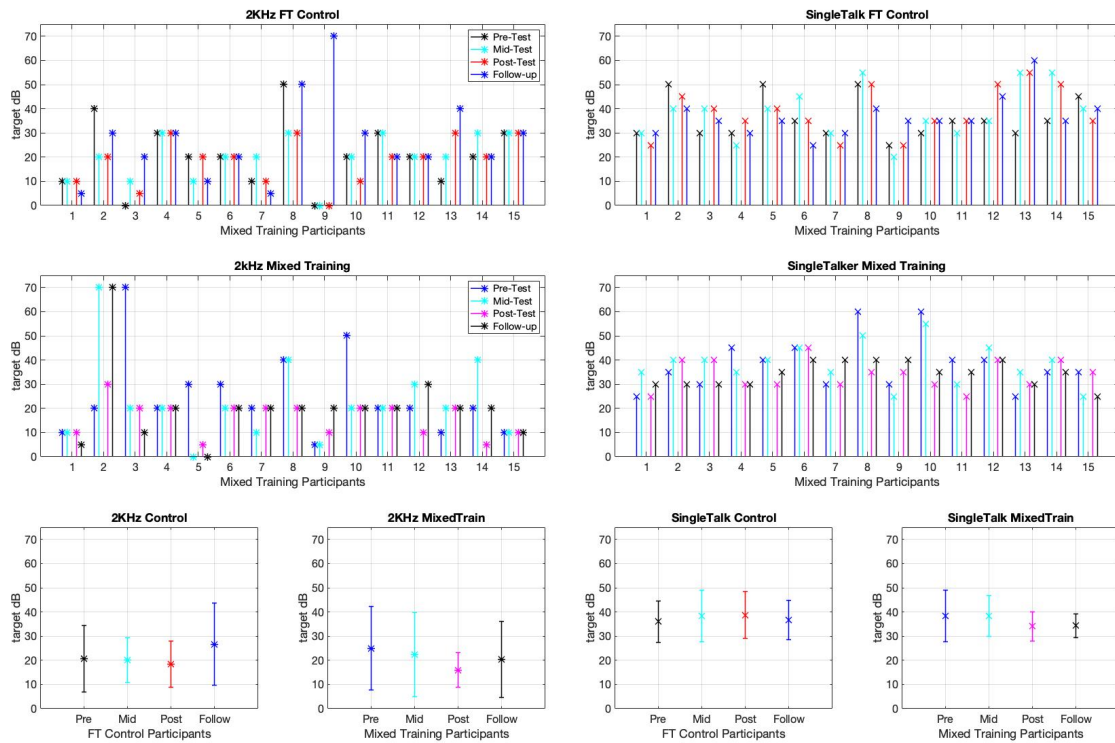 2KHz FT Control
target dB
70
60
50
40
30
20
10
0
Pre-Test
Mid-Test
Post-Test
Follow-up
1 2 3 4 5 6 7 8 9 10 11 12 13 14 15
Mixed Training Participants
SingleTalk FT Control
target dB
70
60
50
40
30
20
10
0
1 2 3 4 5 6 7 8 9 10 11 12 13 14 15
Mixed Training Participants
2kHz Mixed Training
target dB
70
60
50
40
30
20
10
0
Pre-Test
Mid-Test
Post-Test
Follow-up
1 2 3 4 5 6 7 8 9 10 11 12 13 14 15
Mixed Training Participants
SingleTalker Mixed Training
target dB
70
60
50
40
30
20
10
0
1 2 3 4 5 6 7 8 9 10 11 12 13 14 15
Mixed Training Participants
2KHz Control
target dB
70
60
50
40
30
20
10
0
Pre Mid Post Follow
FT Control Participants
2KHz MixedTrain
target dB
70
60
50
40
30
20
10
0
Pre Mid Post Follow
Mixed Training Participants
SingleTalk Control
target dB
70
60
50
40
30
20
10
0
Pre Mid Post Follow
FT Control Participants
SingleTalk MixedTrain
target dB
70
60
50
40
30
20
10
0
Pre Mid Post Follow
Mixed Training Participants